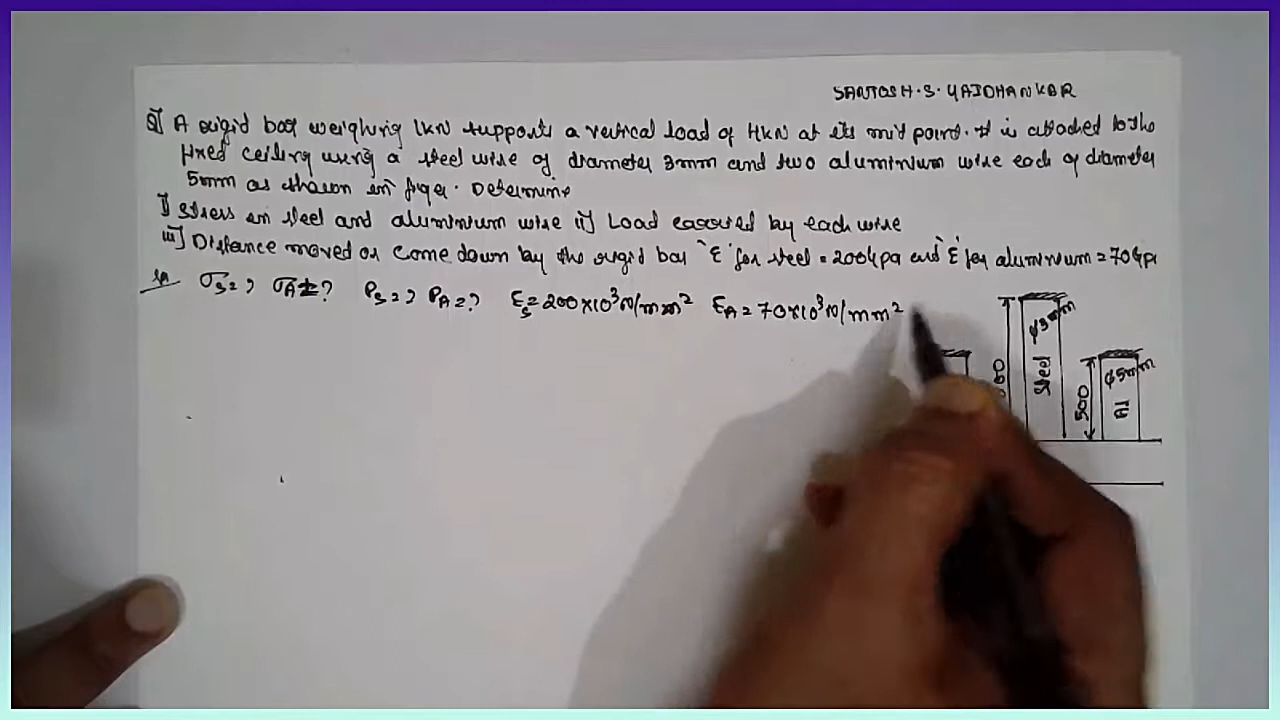 SANTOSH.S.YADHANKAR
Q] A rigid bar weighing 1kN supports a vertical load of 4kN at its mid point. It is attached to the
fixed ceiling using a steel wire of diameter 3mm and two aluminium wire each of diameter
5mm as shown in figer. Determine
i] Stress in steel and aluminium wire ii] Load carried by each wire
iii] Distance moved or come down by the rigid bar `E' for steel = 200Gpa and `E' for aluminium = 70Gpa
σS=? σA=? PS=? PA=? ES=200×10³N/mm² EA=70×10³N/mm²
φ3mm
Steel
500
φ5mm
Al